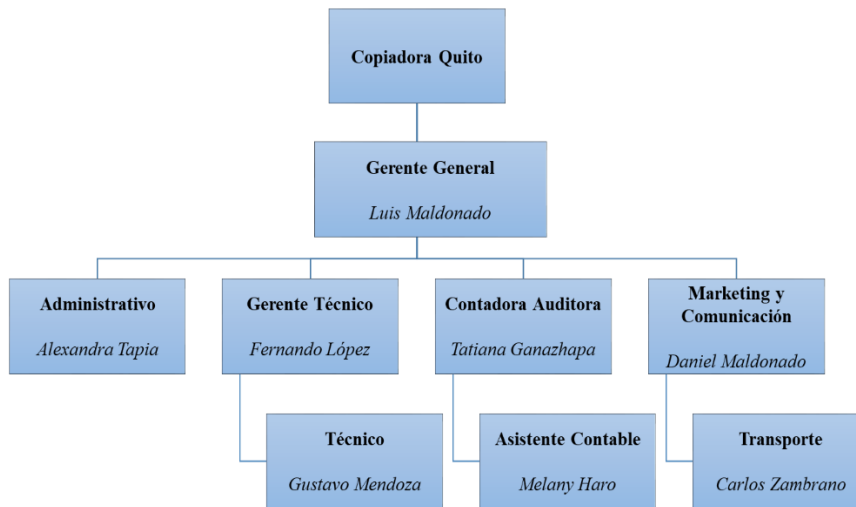 Copiadora Quito
Gerente General
Luis Maldonado
Administrativo
Alexandra Tapia
Gerente Técnico
Fernando López
Contadora Auditora
Tatiana Ganazhapa
Marketing y
Comunicación
Daniel Maldonado
Técnico
Gustavo Mendoza
Asistente Contable
Melany Haro
Transporte
Carlos Zambrano